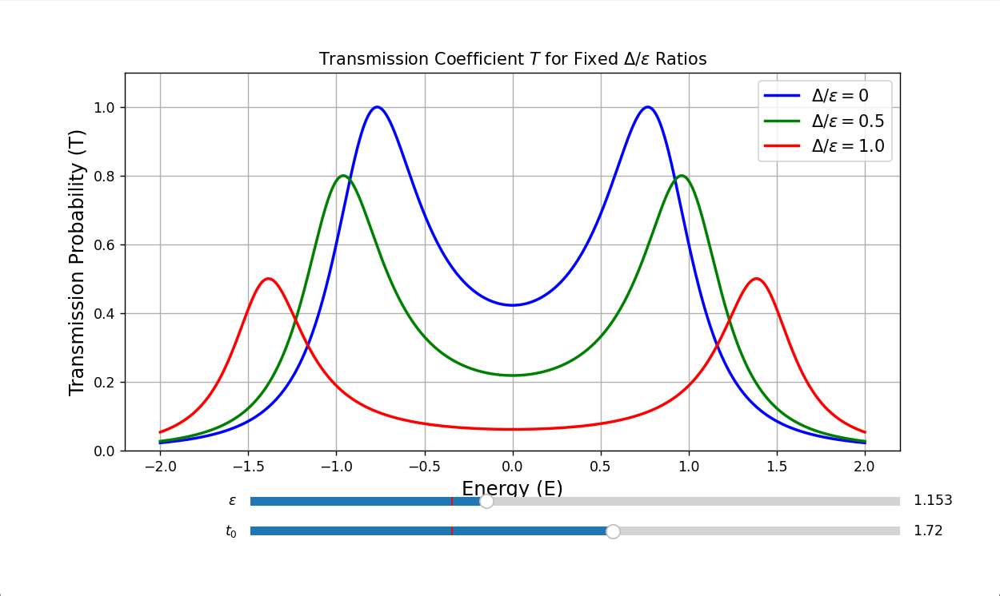 Transmission Coefficient T for Fixed Δ/ε Ratios
Transmission Probability (T)
1.0
0.8
0.6
0.4
0.2
0.0
Δ/ε = 0
Δ/ε = 0.5
Δ/ε = 1.0
−2.0 −1.5 −1.0 −0.5 0.0 0.5 1.0 1.5 2.0
Energy (E)
ε 1.153
t₀ 1.72